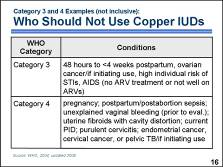 Category 3 and 4 Examples (not inclusive):
Who Should Not Use Copper IUDs
WHO
Category
Conditions
Category 3
48 hours to <4 weeks postpartum, ovarian
cancer/if initiating use, high individual risk of
STIs, AIDS (no ARV treatment or not well on
ARVs)
Category 4
pregnancy; postpartum/postabortion sepsis;
unexplained vaginal bleeding (prior to eval.);
uterine fibroids with cavity distortion; current
PID; purulent cervicitis; endometrial cancer,
cervical cancer, or pelvic TB/if initiating use
Source: WHO, 2004; updated 2008.
16